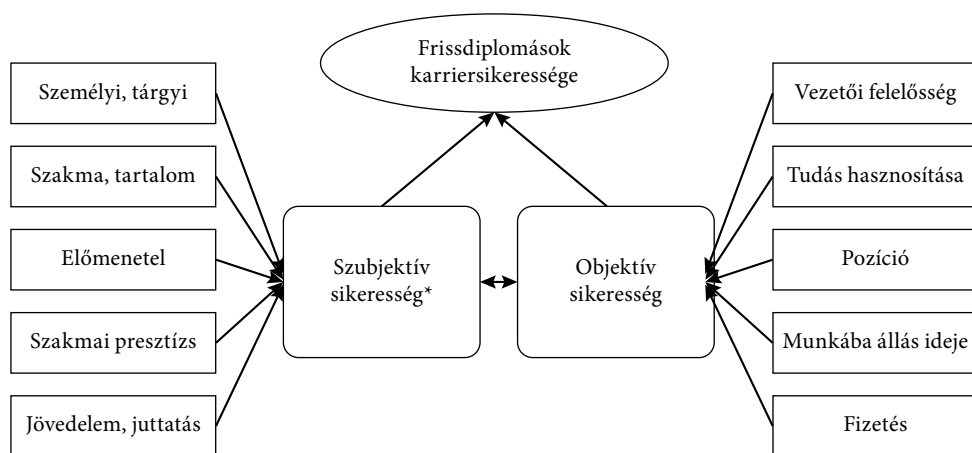 Frissdiplomások
karriersikeressége
Személyi, tárgyi
Szakma, tartalom
Előmenetel
Szakmai presztízs
Jövedelem, juttatás
Szubjektív
sikeresség*
Objektív
sikeresség
Vezetői felelősség
Tudás hasznosítása
Pozíció
Munkába állás ideje
Fizetés